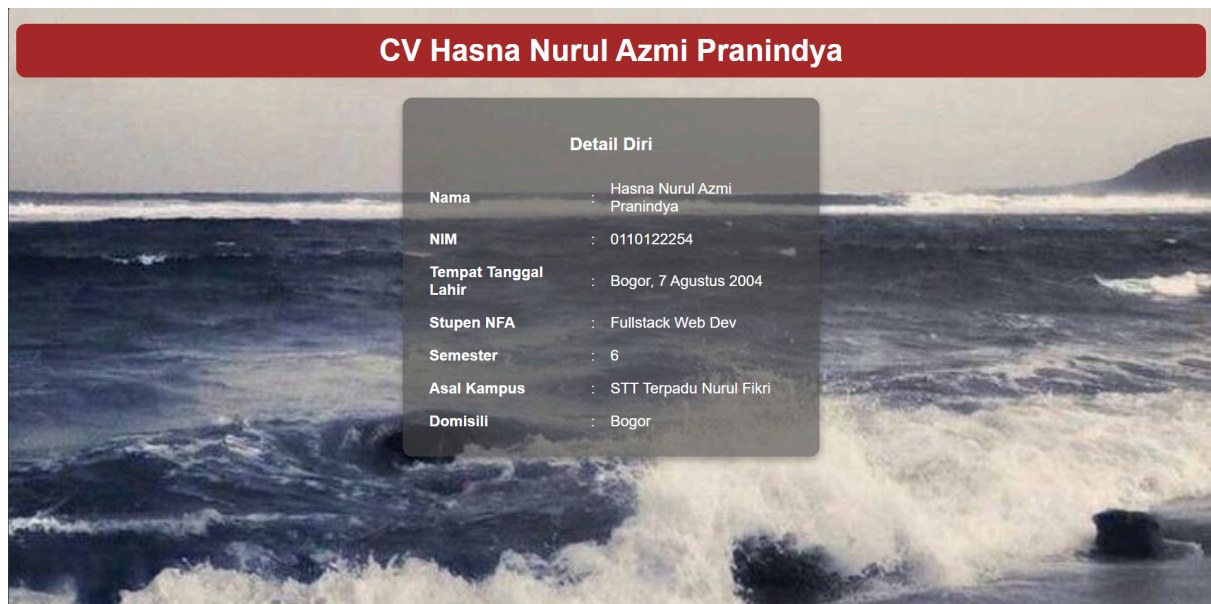 CV Hasna Nurul Azmi Pranindya
Detail Diri
Nama : Hasna Nurul Azmi
Pranindya
NIM : 0110122254
Tempat Tanggal
Lahir : Bogor, 7 Agustus 2004
Stupen NFA : Fullstack Web Dev
Semester : 6
Asal Kampus : STT Terpadu Nurul Fikri
Domisili : Bogor